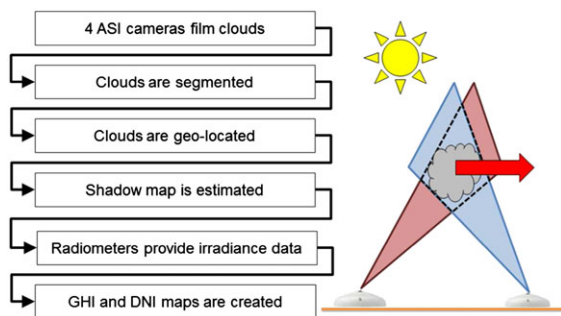 4 ASI cameras film clouds
Clouds are segmented
Clouds are geo-located
Shadow map is estimated
Radiometers provide irradiance data
GHI and DNI maps are created